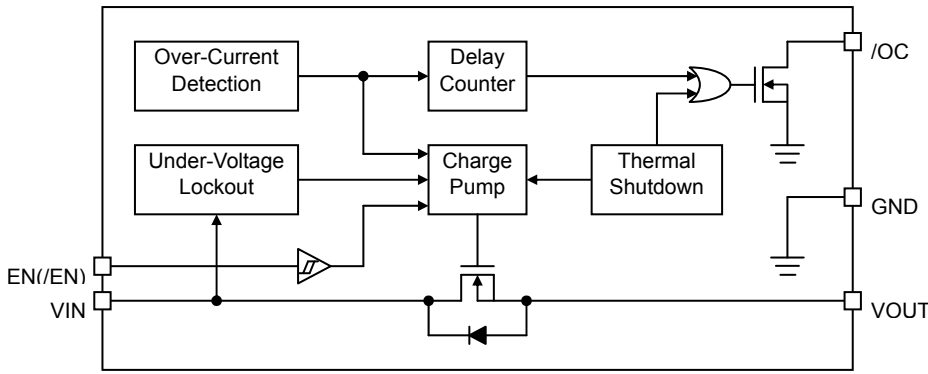 Over-Current
Detection
Delay
Counter
/OC
Under-Voltage
Lockout
Charge
Pump
Thermal
Shutdown
GND
EN(/EN)
VIN
VOUT